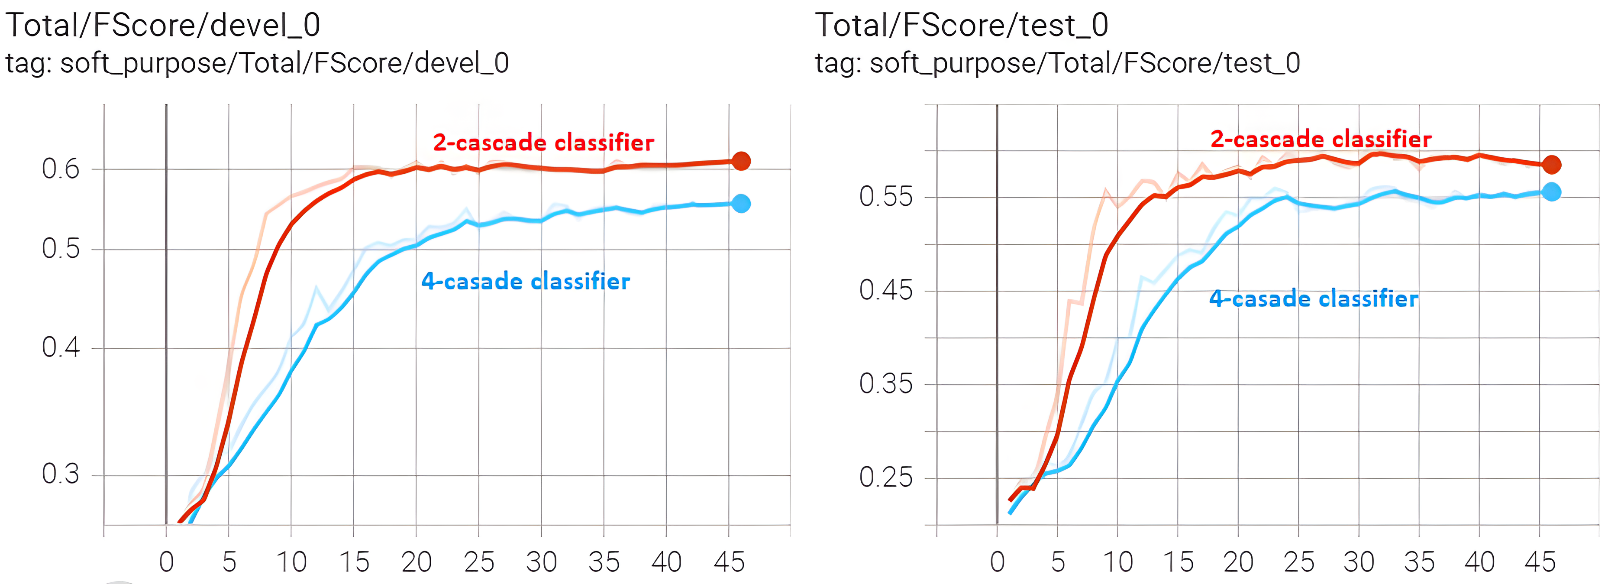 Total/FScore/devel_0
tag: soft_purpose/Total/FScore/devel_0
2-cascade classifier
0.6
0.5
4-casade classifier
0.4
0.3
0 5 10 15 20 25 30 35 40 45
Total/FScore/test_0
tag: soft_purpose/Total/FScore/test_0
2-cascade classifier
0.55
0.45
4-casade classifier
0.35
0.25
0 5 10 15 20 25 30 35 40 45